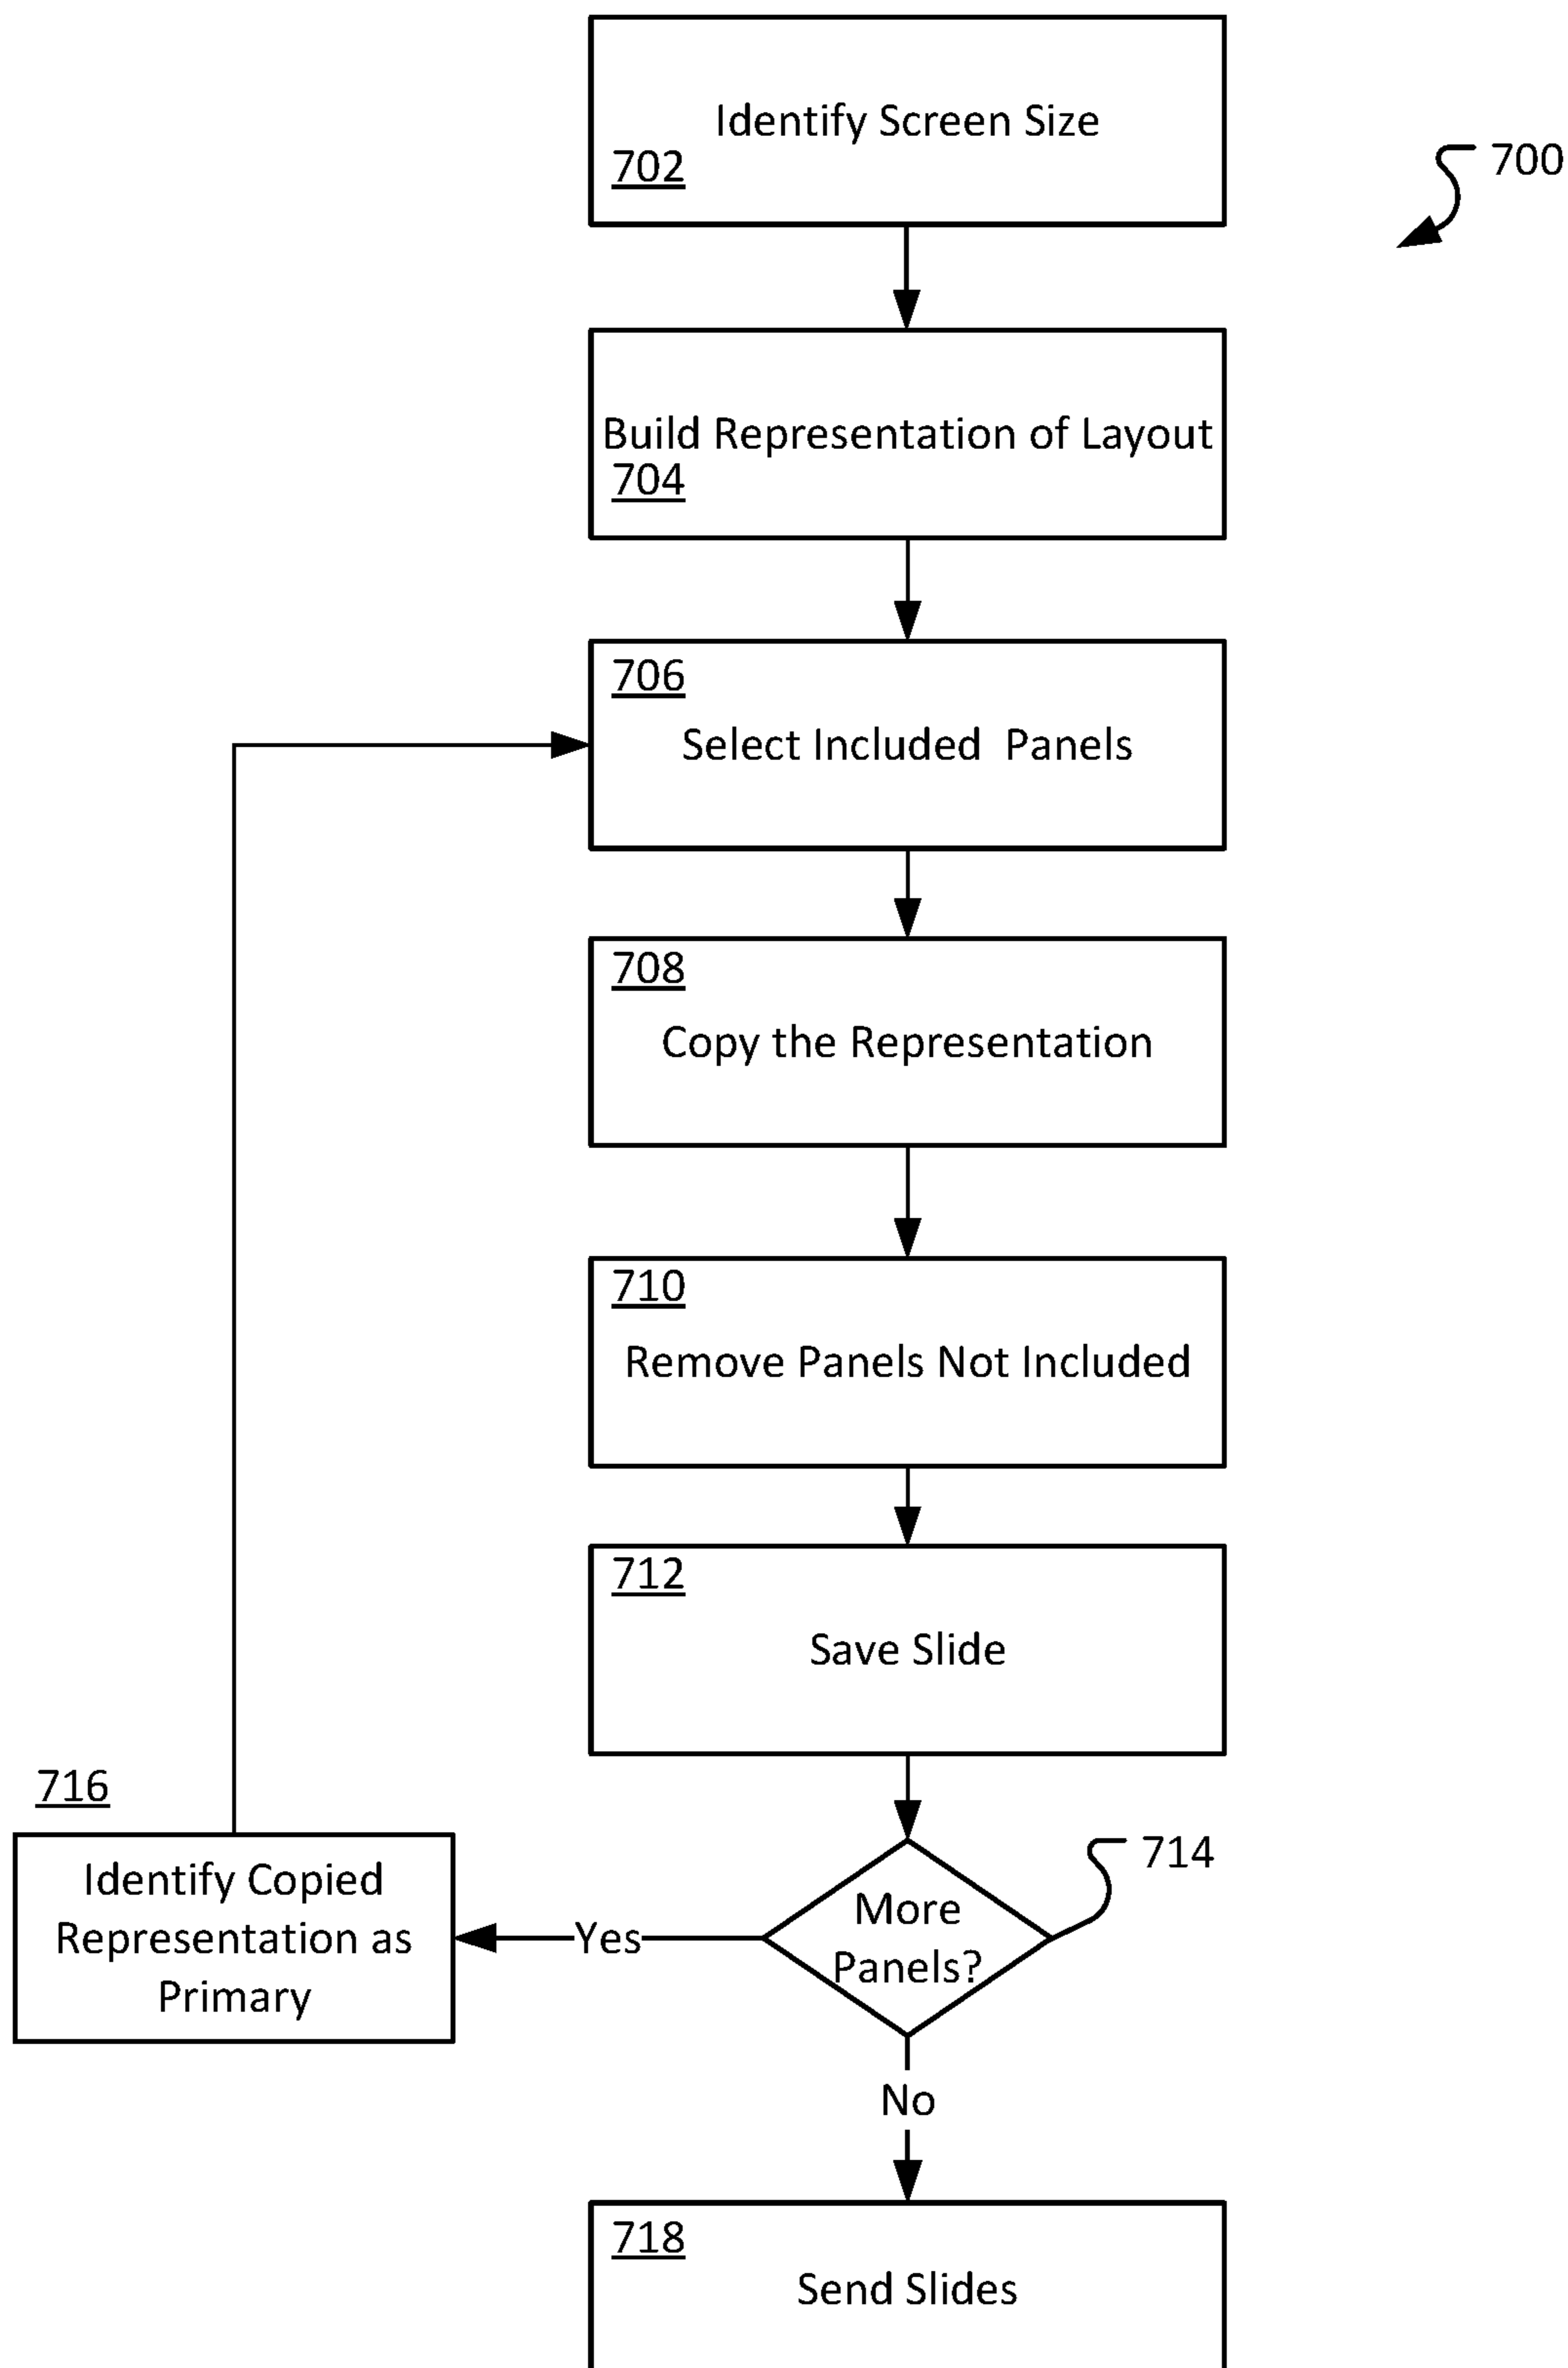 Identify Screen Size
702
700
Build Representation of Layout
704
706
Select Included Panels
708
Copy the Representation
710
Remove Panels Not Included
712
Save Slide
716
Identify Copied
Representation as
Primary
Yes
More
Panels?
714
No
718
Send Slides